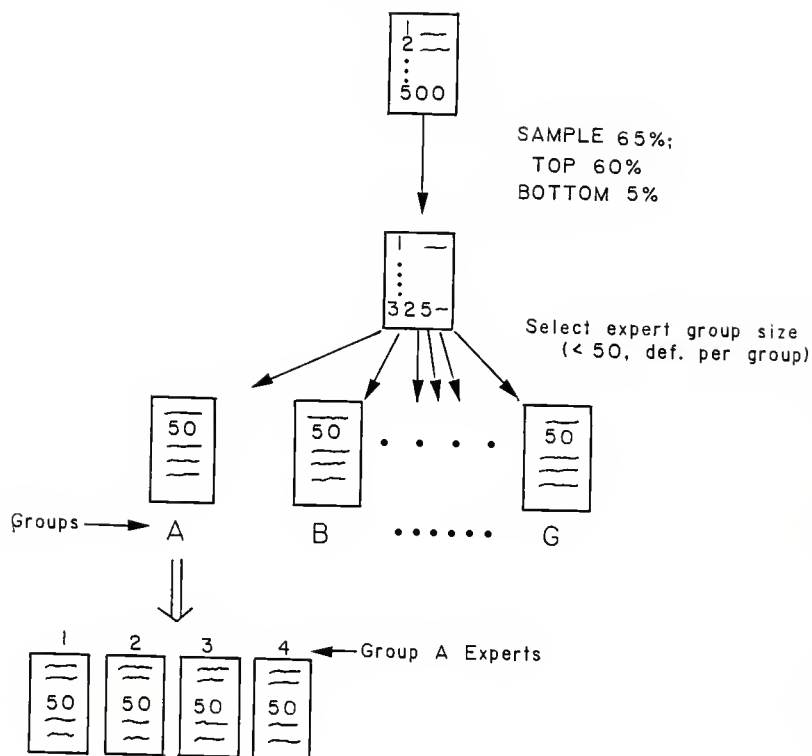 1
2
500
SAMPLE 65%;
TOP 60%
BOTTOM 5%
1
325
Select expert group size
(< 50, def. per group)
50
50
50
Groups
A
B
G
1
2
3
4
Group A Experts
50
50
50
50